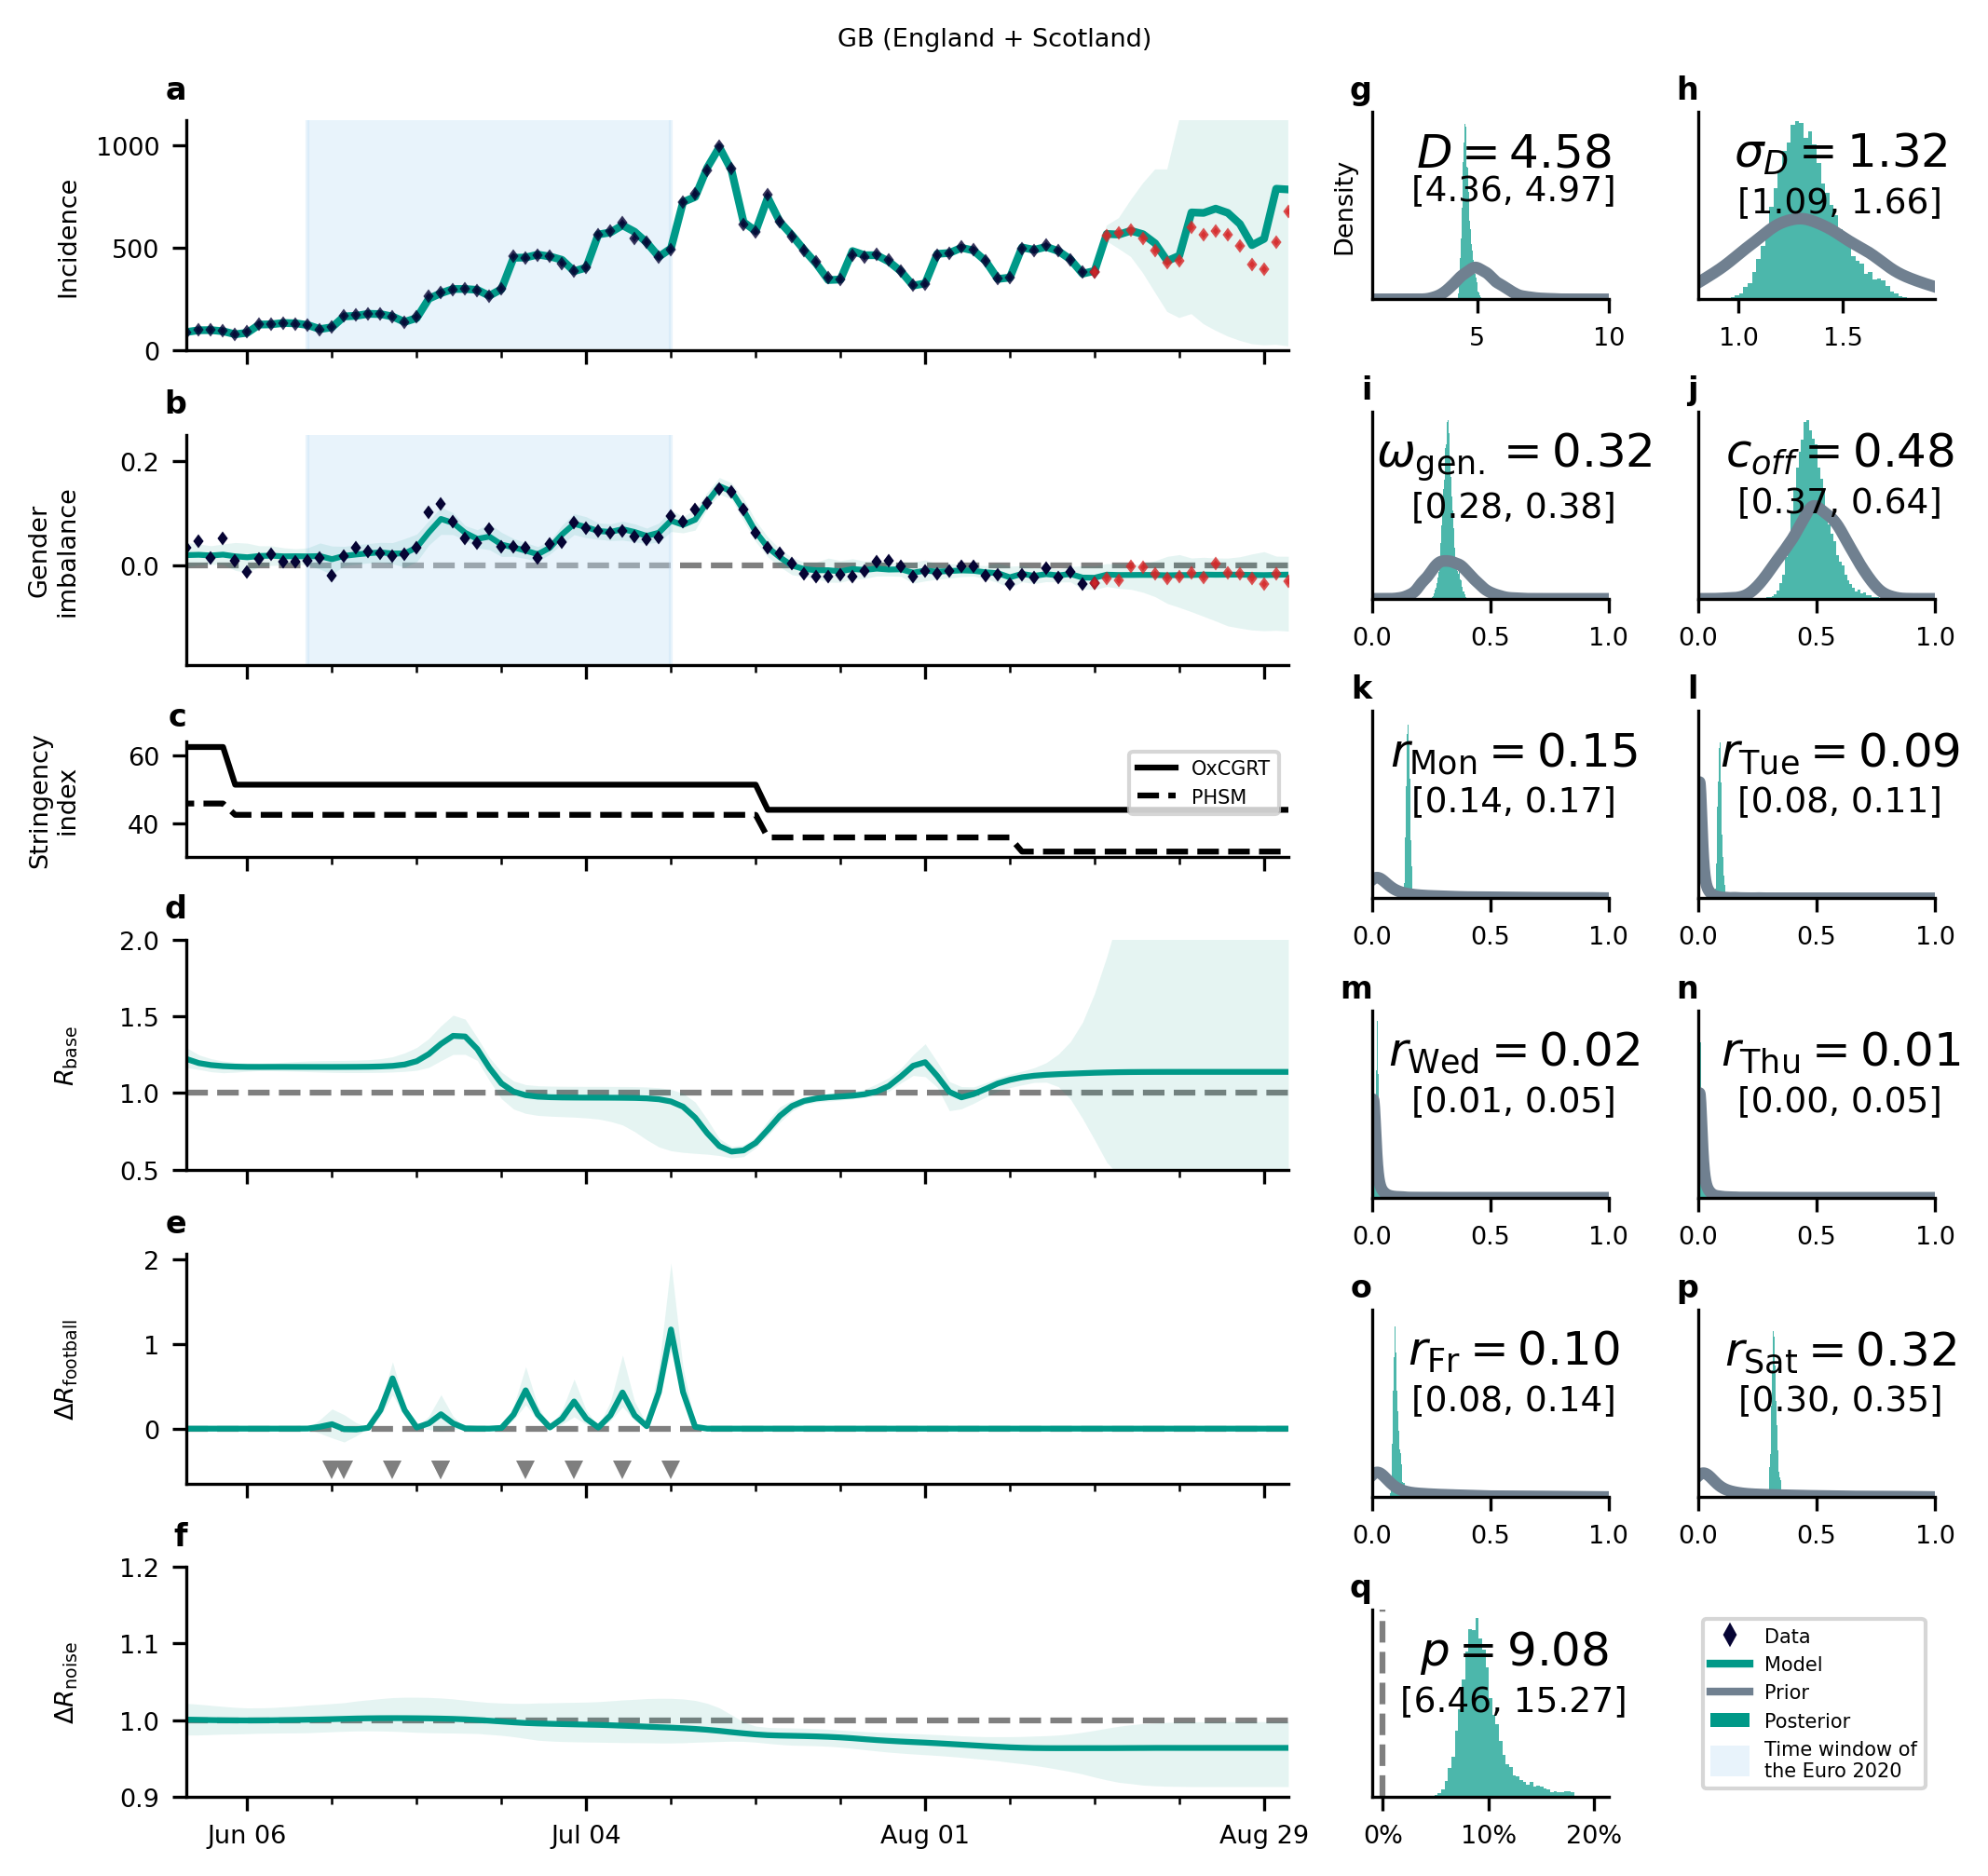 GB (England + Scotland)
a
Incidence
1000
500
0
b
Gender
imbalance
0.2
0.0
c
Stringency
index
60
40
OxCGRT
PHSM
d
R_base
2.0
1.5
1.0
0.5
e
ΔR_football
2
1
0
f
ΔR_noise
1.2
1.1
1.0
0.9
Jun 06 Jul 04 Aug 01 Aug 29
g
Density
D = 4.58
[4.36, 4.97]
5 10
h
σ_D = 1.32
[1.09, 1.66]
1.0 1.5
i
ω_gen. = 0.32
[0.28, 0.38]
0.0 0.5 1.0
j
c_off = 0.48
[0.37, 0.64]
0.0 0.5 1.0
k
r_Mon = 0.15
[0.14, 0.17]
0.0 0.5 1.0
l
r_Tue = 0.09
[0.08, 0.11]
0.0 0.5 1.0
m
r_Wed = 0.02
[0.01, 0.05]
0.0 0.5 1.0
n
r_Thu = 0.01
[0.00, 0.05]
0.0 0.5 1.0
o
r_Fr = 0.10
[0.08, 0.14]
0.0 0.5 1.0
p
r_Sat = 0.32
[0.30, 0.35]
0.0 0.5 1.0
q
p = 9.08
[6.46, 15.27]
0% 10% 20%
Data
Model
Prior
Posterior
Time window of
the Euro 2020